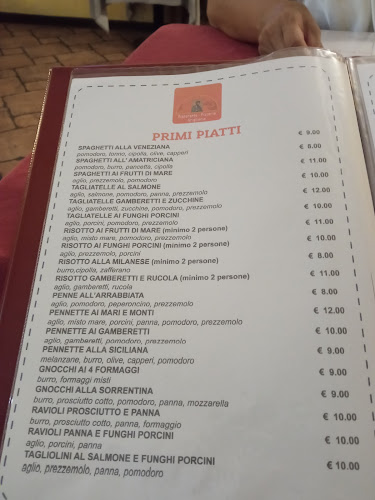 PRIMI PIATTI
SPAGHETTI ALLA VENEZIANA € 9.00
pomodoro, tonno, cipolla, olive, capperi
SPAGHETTI ALL' AMATRICIANA € 8.00
pomodoro, burro, pancetta, cipolla
SPAGHETTI AI FRUTTI DI MARE € 11.00
aglio, prezzemolo, pomodoro
TAGLIATELLE AL SALMONE € 10.00
aglio, salmone, pomodoro, panna, prezzemolo
TAGLIATELLE GAMBERETTI E ZUCCHINE € 12.00
aglio, gamberetti, zucchine, pomodoro, prezzemolo
TAGLIATELLE AI FUNGHI PORCINI € 10.00
aglio, porcini, pomodoro, prezzemolo
RISOTTO AI FRUTTI DI MARE (minimo 2 persone) € 11.00
aglio, misto mare, pomodoro, prezzemolo
RISOTTO AI FUNGHI PORCINI (minimo 2 persone) € 10.00
aglio, prezzemolo, porcini
RISOTTO ALLA MILANESE (minimo 2 persone) € 8.00
burro,cipolla, zafferano
RISOTTO GAMBERETTI E RUCOLA (minimo 2 persone) € 11.00
aglio, gamberetti, rucola
PENNE ALL'ARRABBIATA € 8.00
aglio, pomodoro, peperoncino, prezzemolo
PENNETTE AI MARI E MONTI € 12.00
aglio, misto mare, porcini, panna, pomodoro, prezzemolo
PENNETTE AI GAMBERETTI € 10.00
aglio, gamberetti, pomodoro, prezzemolo
PENNETTE ALLA SICILIANA € 9.00
melanzane, burro, olive, capperi, pomodoro
GNOCCHI AI 4 FORMAGGI € 9.00
burro, formaggi misti
GNOCCHI ALLA SORRENTINA € 9.00
burro, prosciutto cotto, pomodoro, panna, mozzarella
RAVIOLI PROSCIUTTO E PANNA € 10.00
burro, prosciutto cotto, panna, formaggio
RAVIOLI PANNA E FUNGHI PORCINI € 10.00
aglio, porcini, panna
TAGLIOLINI AL SALMONE E FUNGHI PORCINI € 10.00
aglio, prezzemolo, panna, pomodoro